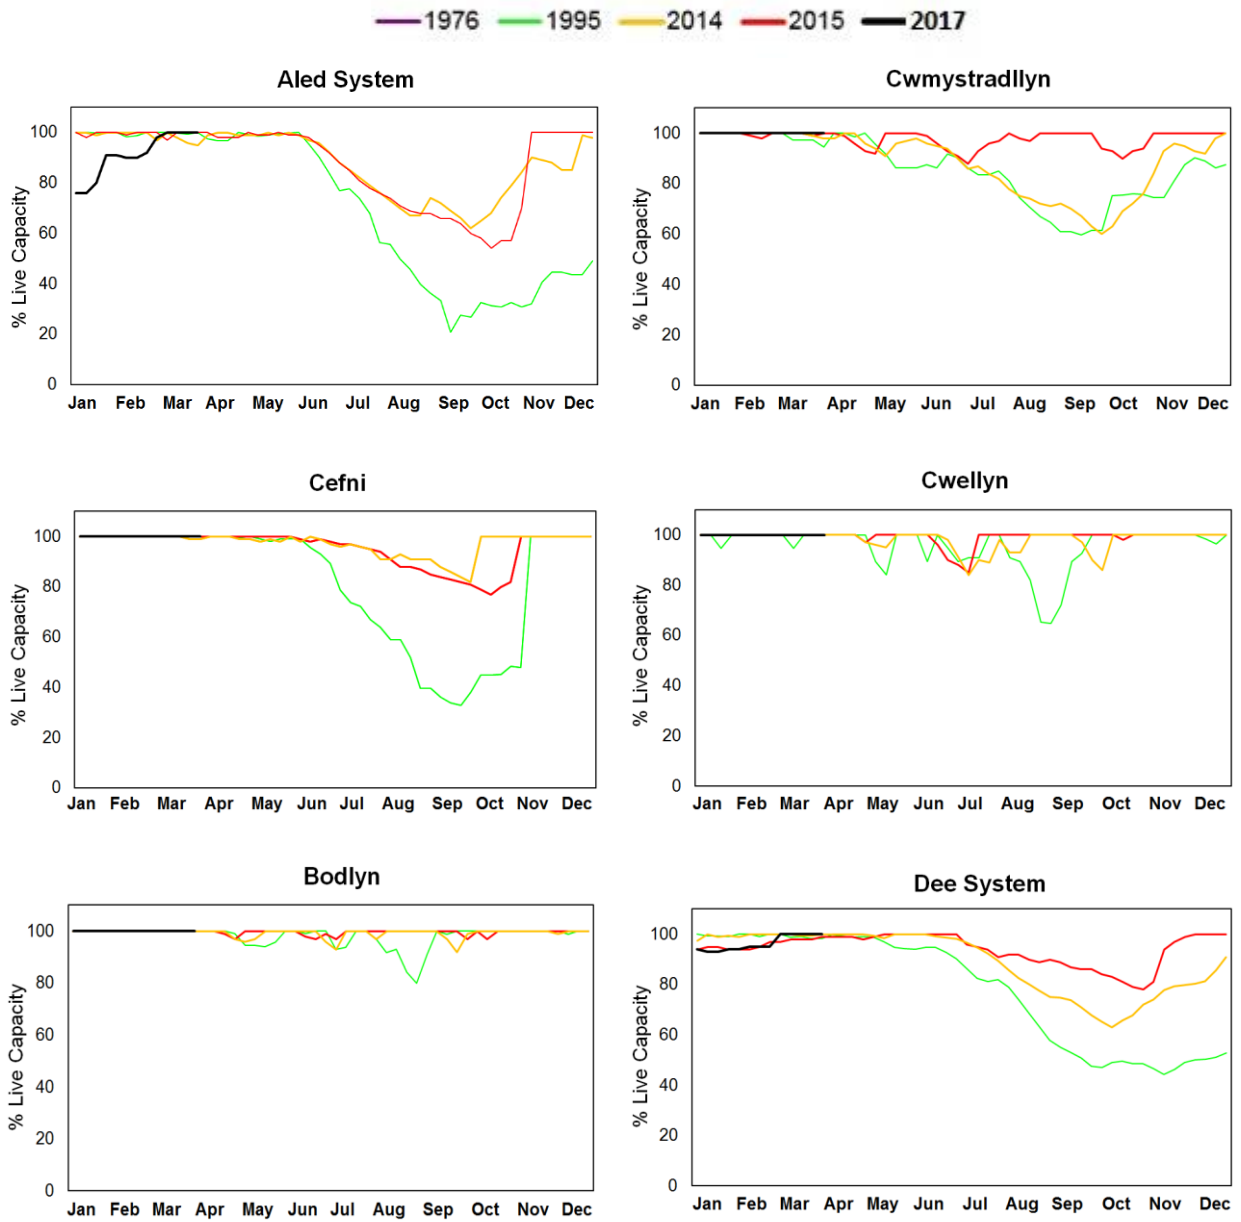 1976 1995 2014 2015 2017
Aled System
% Live Capacity
100
80
60
40
20
0
Jan Feb Mar Apr May Jun Jul Aug Sep Oct Nov Dec
Cwmystradllyn
% Live Capacity
100
80
60
40
20
0
Jan Feb Mar Apr May Jun Jul Aug Sep Oct Nov Dec
Cefni
% Live Capacity
100
80
60
40
20
0
Jan Feb Mar Apr May Jun Jul Aug Sep Oct Nov Dec
Cwellyn
% Live Capacity
100
80
60
40
20
0
Jan Feb Mar Apr May Jun Jul Aug Sep Oct Nov Dec
Bodlyn
% Live Capacity
100
80
60
40
20
0
Jan Feb Mar Apr May Jun Jul Aug Sep Oct Nov Dec
Dee System
% Live Capacity
100
80
60
40
20
0
Jan Feb Mar Apr May Jun Jul Aug Sep Oct Nov Dec